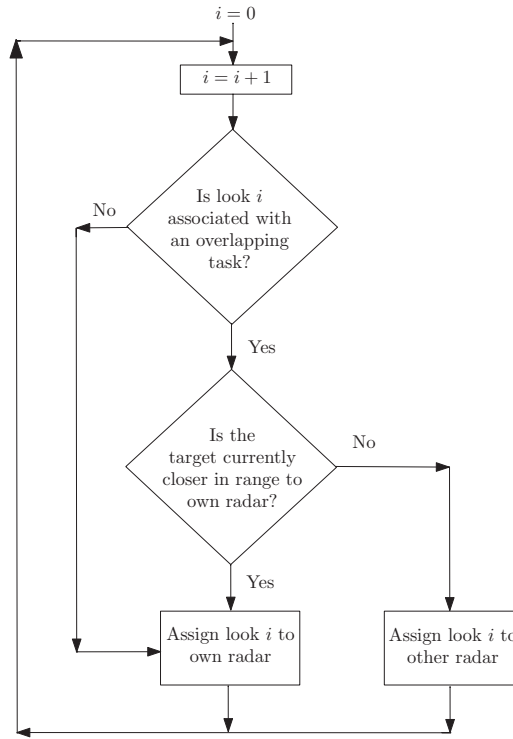 i = 0
i = i + 1
Is look i
associated with
an overlapping
task?
No
Yes
Is the
target currently
closer in range to
own radar?
No
Yes
Assign look i to
own radar
Assign look i to
other radar